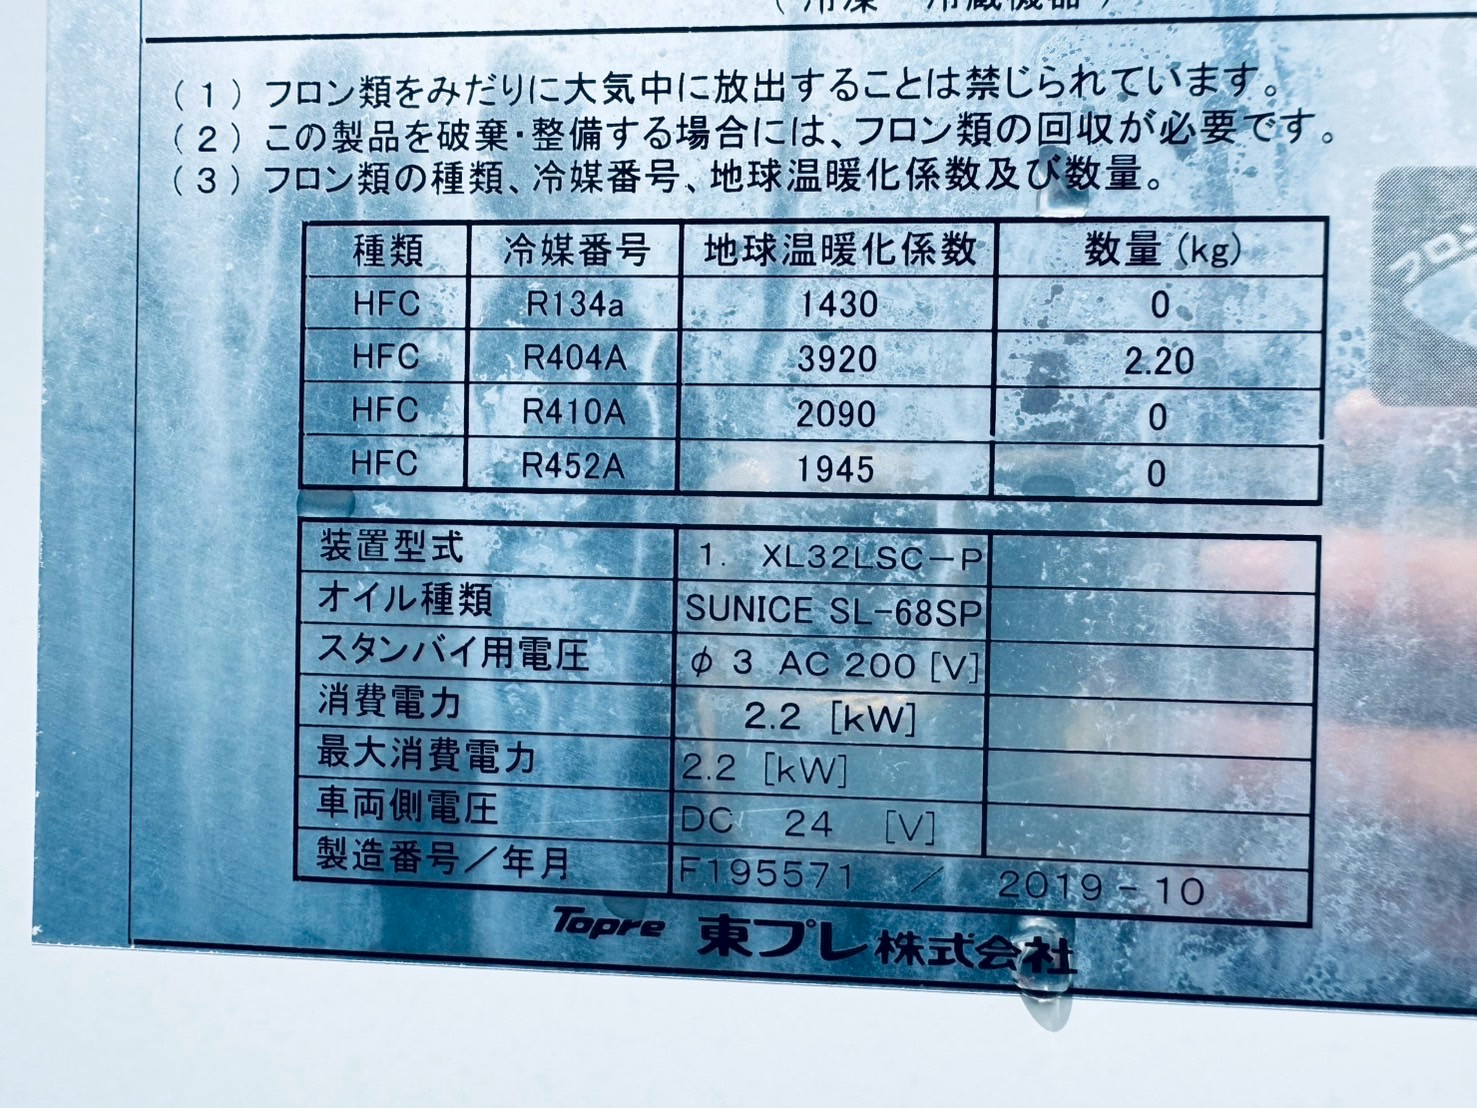 (冷凍・冷蔵機器)
(1)フロン類をみだりに大気中に放出することは禁じられています。
(2)この製品を破棄・整備する場合には、フロン類の回収が必要です。
(3)フロン類の種類、冷媒番号、地球温暖化係数及び数量。
種類 冷媒番号 地球温暖化係数 数量(kg)
HFC R134a 1430 0
HFC R404A 3920 2.20
HFC R410A 2090 0
HFC R452A 1945 0
フロン
装置型式 1. XL32LSC-P
オイル種類 SUNICE SL-68SP
スタンバイ用電圧 φ3 AC 200 [V]
消費電力 2.2 [kW]
最大消費電力 2.2 [kW]
車両側電圧 DC 24 [V]
製造番号/年月 F195571 / 2019-10
Topre 東プレ株式会社